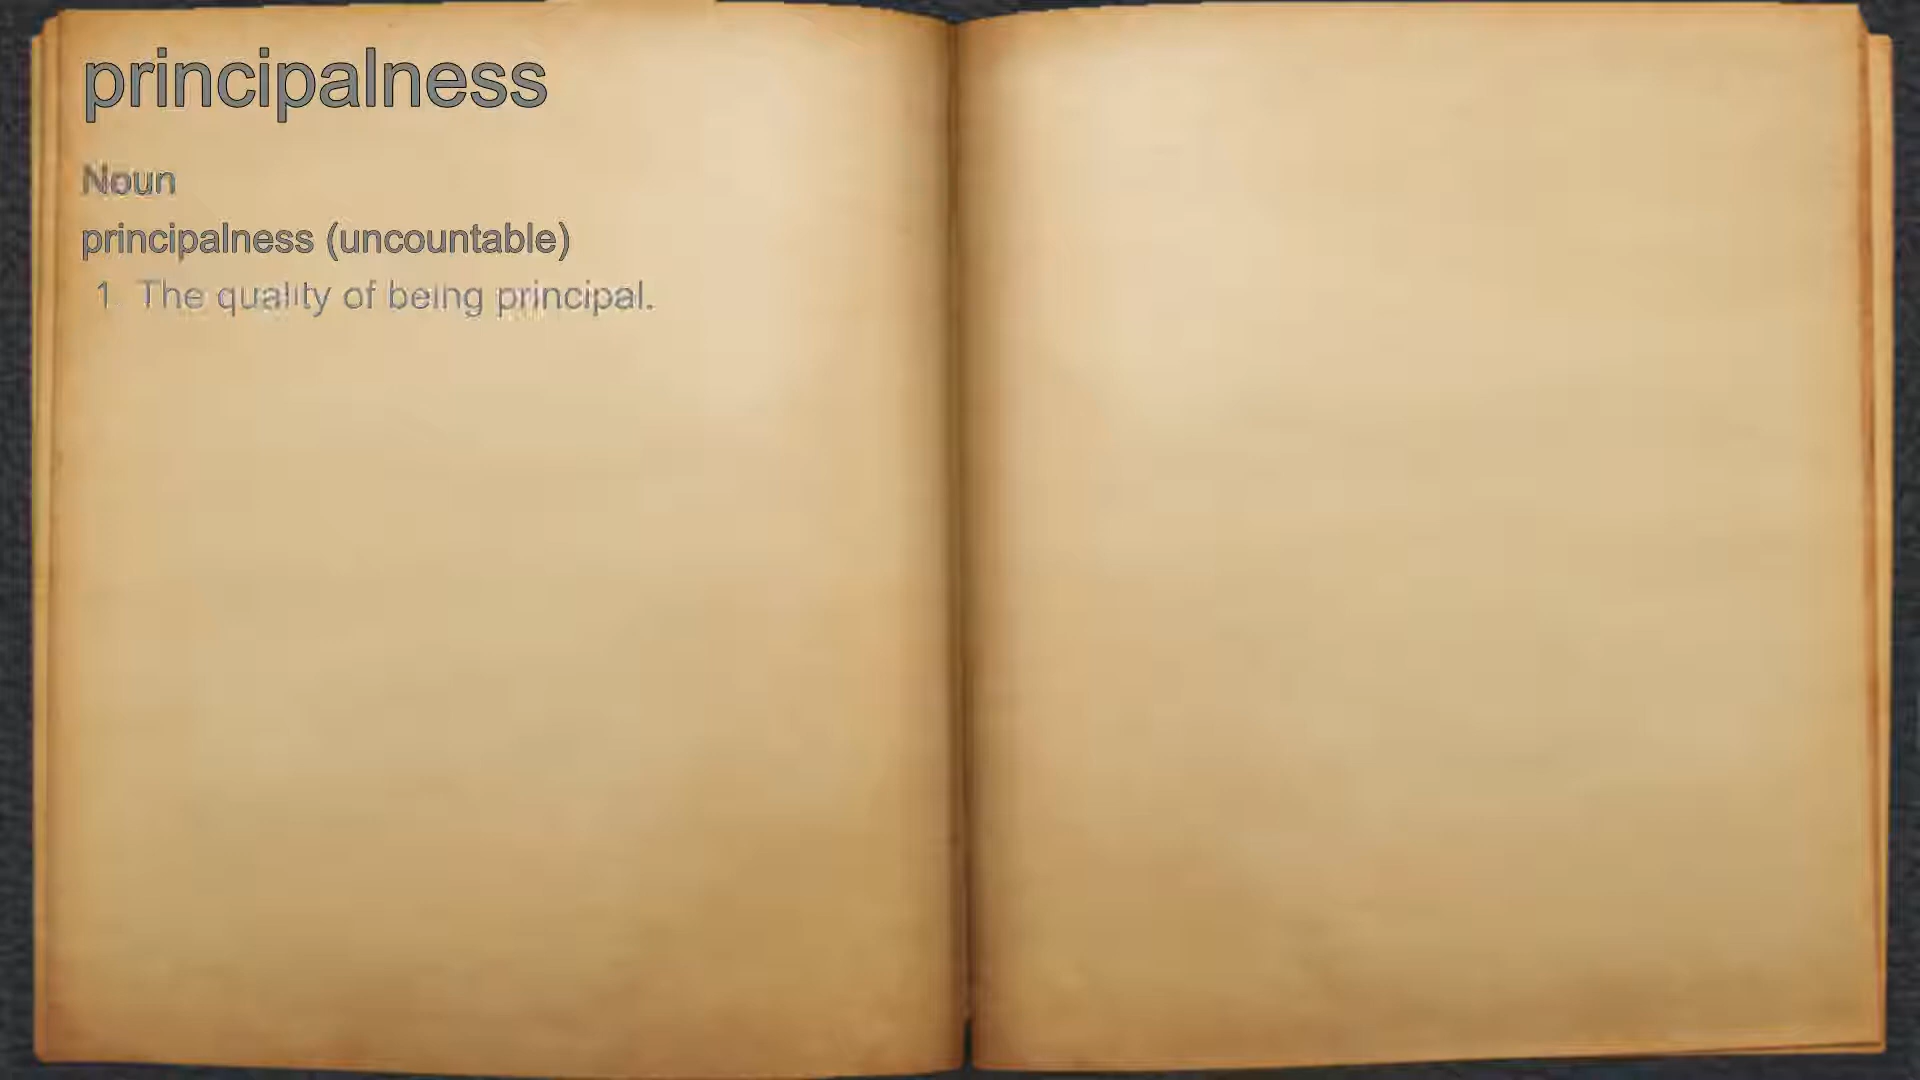 principalness
Noun
principalness (uncountable)
1. The quality of being principal.